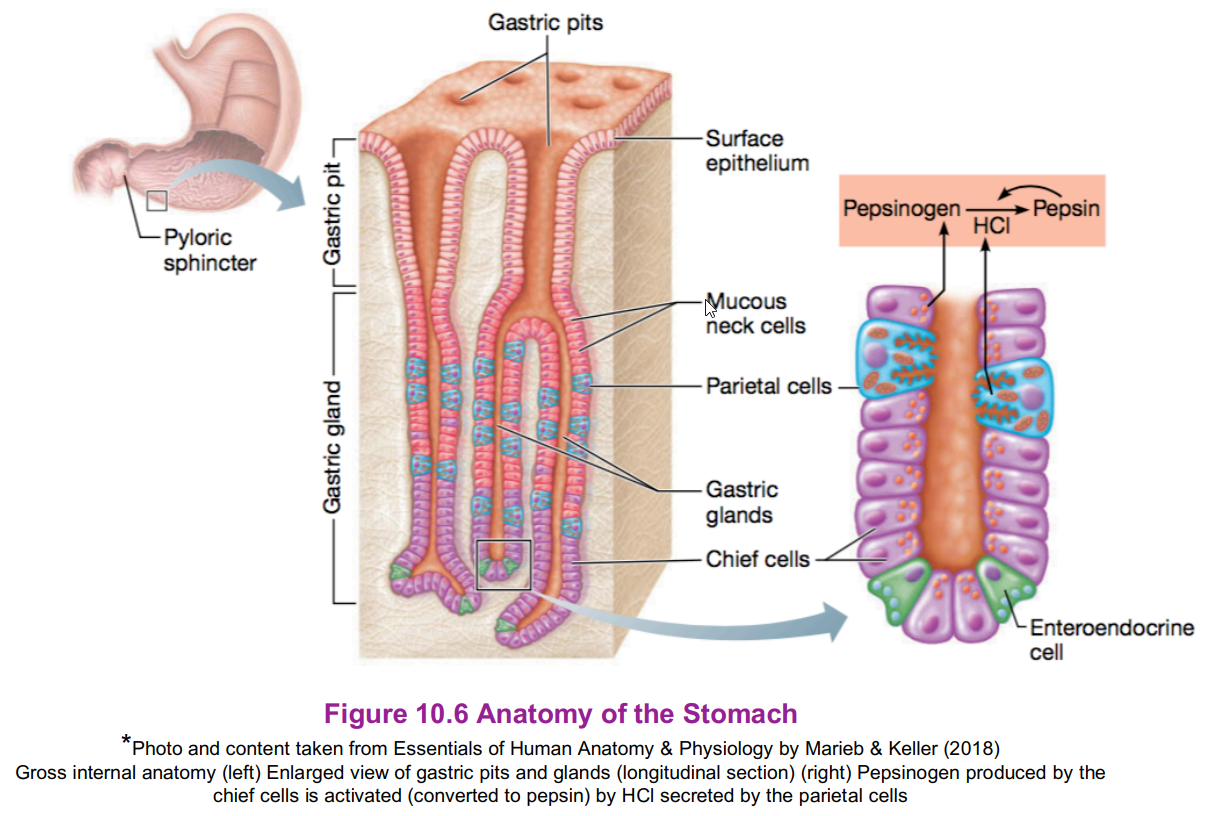 Gastric pits
Surface
epithelium
Gastric pit
Pyloric
sphincter
Pepsinogen
HCl
Pepsin
Mucous
neck cells
Parietal cells
Gastric gland
Gastric
glands
Chief cells
Enteroendocrine
cell
Figure 10.6 Anatomy of the Stomach
*Photo and content taken from Essentials of Human Anatomy & Physiology by Marieb & Keller (2018)
Gross internal anatomy (left) Enlarged view of gastric pits and glands (longitudinal section) (right) Pepsinogen produced by the
chief cells is activated (converted to pepsin) by HCl secreted by the parietal cells